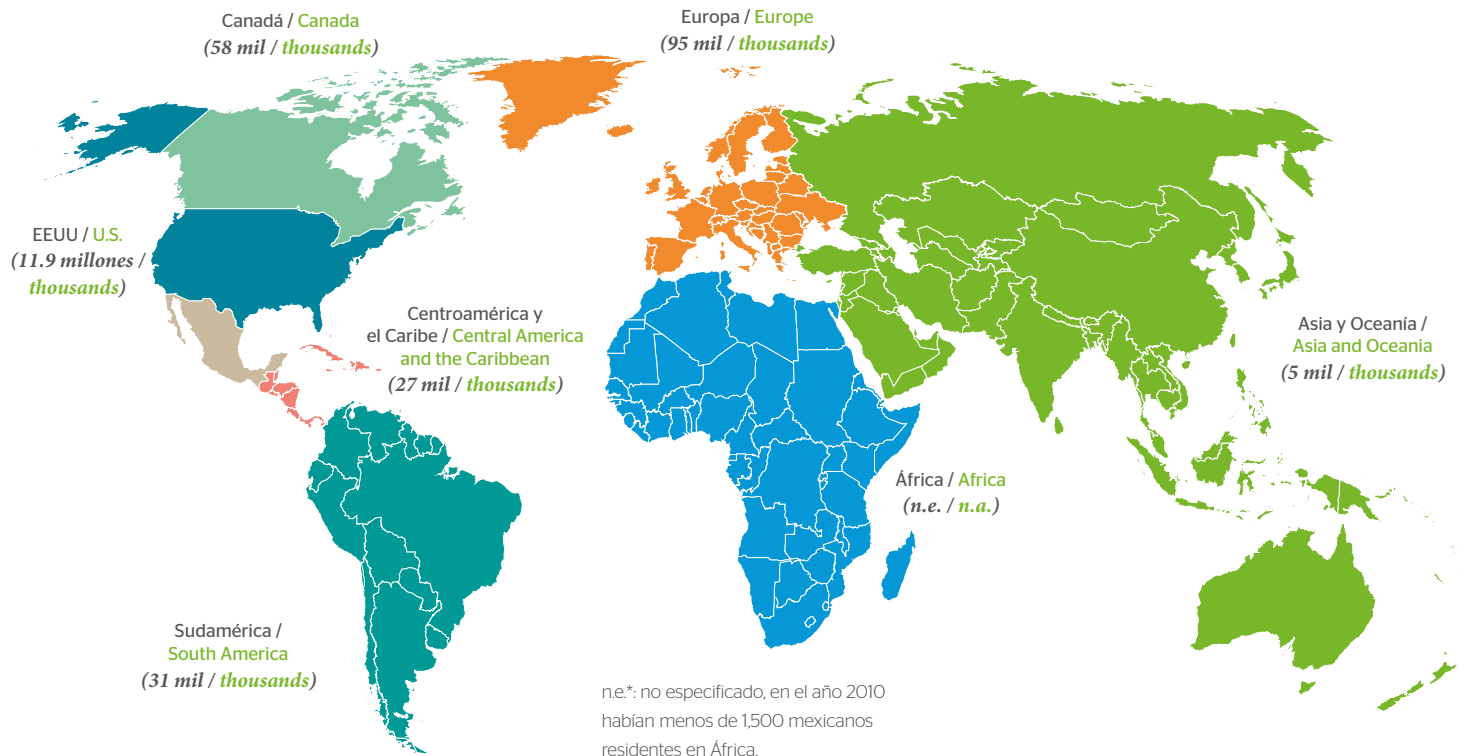 Canadá / Canada
(58 mil / thousands)
Europa / Europe
(95 mil / thousands)
EEUU / U.S.
(11.9 millones /
thousands)
Centroamérica y
el Caribe / Central America
and the Caribbean
(27 mil / thousands)
Asia y Oceanía /
Asia and Oceania
(5 mil / thousands)
África / Africa
(n.e. / n.a.)
Sudamérica /
South America
(31 mil / thousands)
n.e.*: no especificado, en el año 2010
habían menos de 1,500 mexicanos
residentes en África.